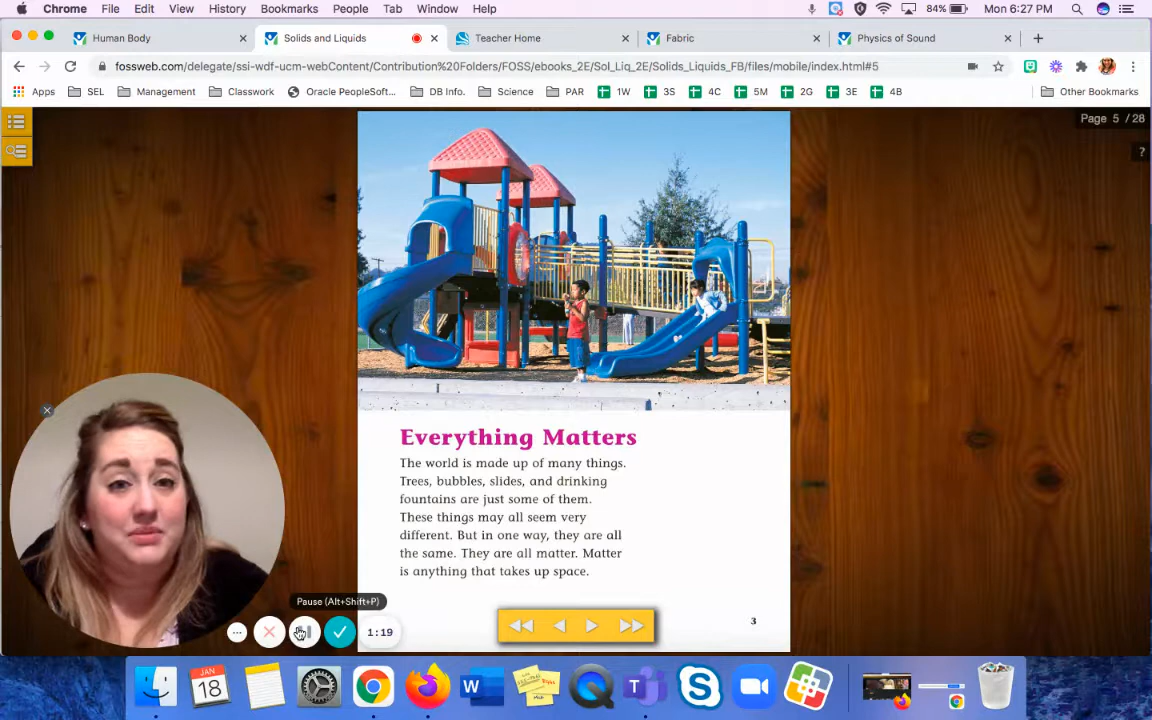 Chrome File Edit View History Bookmarks People Tab Window Help 84% Mon 6:27 PM
Human Body Solids and Liquids Teacher Home Fabric Physics of Sound
fossweb.com/delegate/ssi-wdf-ucm-webContent/Contribution%20Folders/FOSS/ebooks_2E/Sol_Liq_2E/Solids_Liquids_FB/files/mobile/index.html#5
Apps SEL Management Classwork Oracle PeopleSoft... DB Info. Science PAR 1W 3S 4C 5M 2G 3E 4B Other Bookmarks
Page 5 / 28
?
Everything Matters
The world is made up of many things.
Trees, bubbles, slides, and drinking
fountains are just some of them.
These things may all seem very
different. But in one way, they are all
the same. They are all matter. Matter
is anything that takes up space.
3
Pause (Alt+Shift+P)
1:19
JAN
18